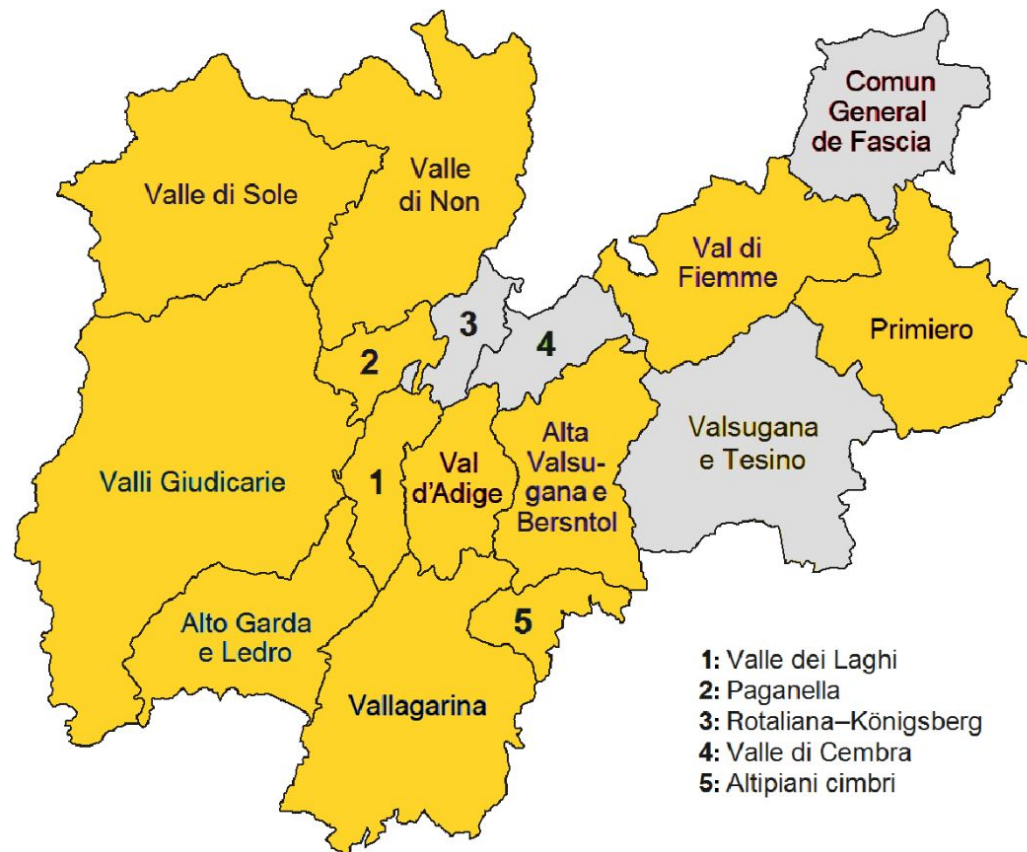 Comun
General
de Fascia
Valle di Sole
Valle
di Non
Val di
Fiemme
Primiero
3
4
2
Valli Giudicarie
1
Val
d'Adige
Alta
Valsu-
gana e
Bersntol
Valsugana
e Tesino
Alto Garda
e Ledro
5
Vallagarina
1: Valle dei Laghi
2: Paganella
3: Rotaliana–Königsberg
4: Valle di Cembra
5: Altipiani cimbri